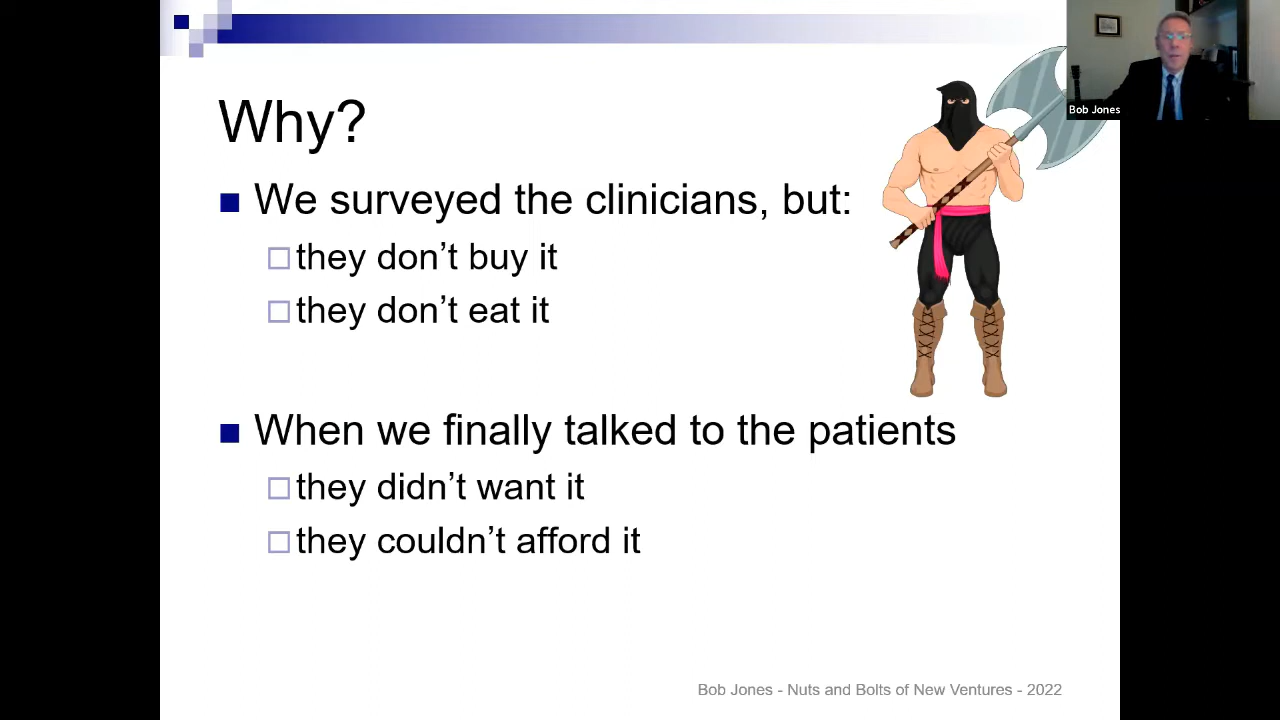 Why?
We surveyed the clinicians, but:
they don't buy it
they don't eat it
When we finally talked to the patients
they didn't want it
they couldn't afford it
Bob Jones - Nuts and Bolts of New Ventures - 2022
Bob Jones